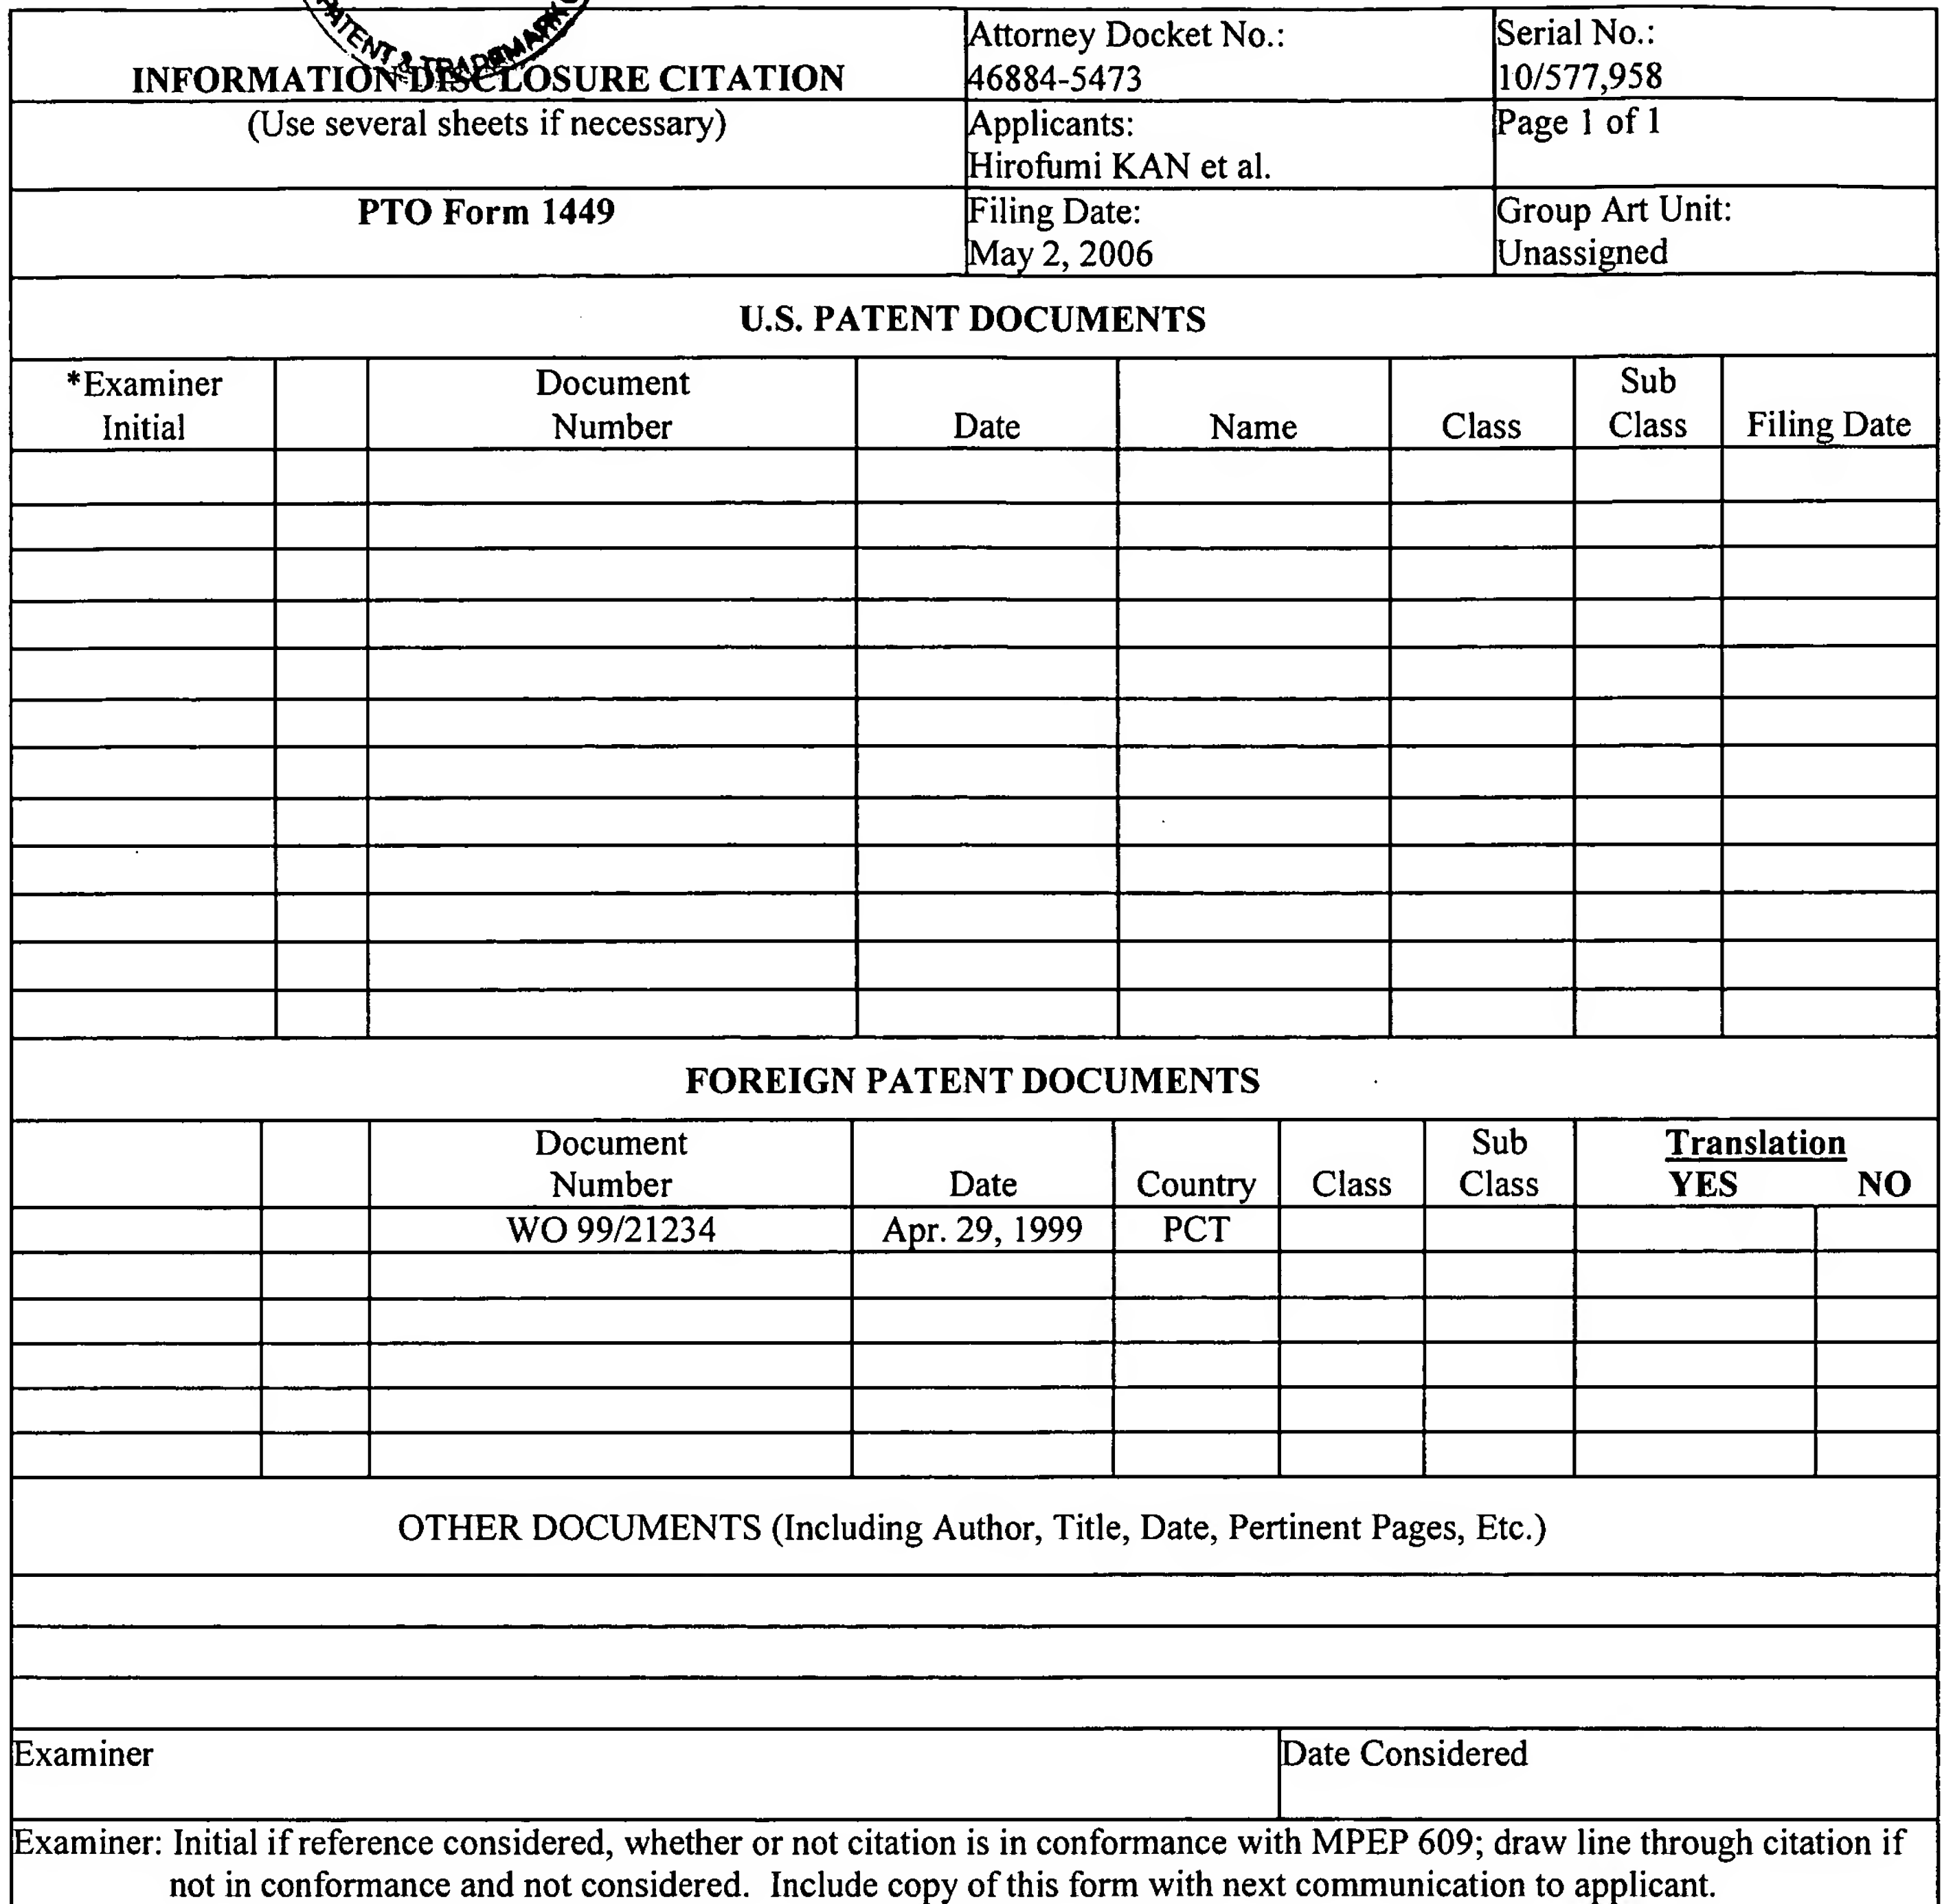 PATENT & TRADEMARK
INFORMATION DISCLOSURE CITATION
(Use several sheets if necessary)
PTO Form 1449
Attorney Docket No.:
46884-5473
Serial No.:
10/577,958
Applicants:
Hirofumi KAN et al.
Page 1 of 1
Filing Date:
May 2, 2006
Group Art Unit:
Unassigned
U.S. PATENT DOCUMENTS
*Examiner
Initial
Document
Number
Date
Name
Class
Sub
Class
Filing Date
FOREIGN PATENT DOCUMENTS
Document
Number
Date
Country
Class
Sub
Class
Translation
YES NO
WO 99/21234 Apr. 29, 1999 PCT
OTHER DOCUMENTS (Including Author, Title, Date, Pertinent Pages, Etc.)
Examiner
Date Considered
Examiner: Initial if reference considered, whether or not citation is in conformance with MPEP 609; draw line through citation if
not in conformance and not considered. Include copy of this form with next communication to applicant.